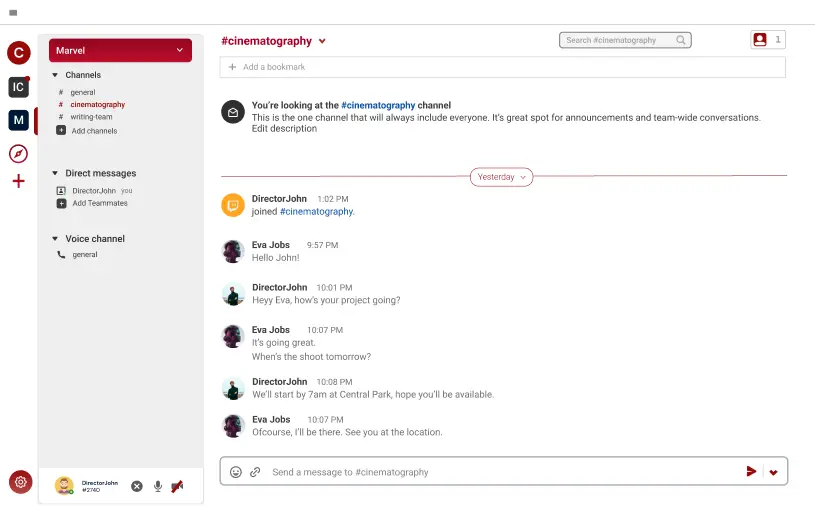 C
IC
M
Marvel
Channels
# general
# cinematography
# writing-team
Add channels
Direct messages
DirectorJohn you
Add Teammates
Voice channel
general
DirectorJohn
#2740
#cinematography
Search #cinematography
1
Add a bookmark
You’re looking at the #cinematography channel
This is the one channel that will always include everyone. It’s great spot for announcements and team-wide conversations.
Edit description
Yesterday
DirectorJohn 1:02 PM
joined #cinematography.
Eva Jobs 9:57 PM
Hello John!
DirectorJohn 10:01 PM
Heyy Eva, how’s your project going?
Eva Jobs 10:07 PM
It’s going great.
When’s the shoot tomorrow?
DirectorJohn 10:08 PM
We’ll start by 7am at Central Park, hope you’ll be available.
Eva Jobs 10:07 PM
Ofcourse, I’ll be there. See you at the location.
Send a message to #cinematography